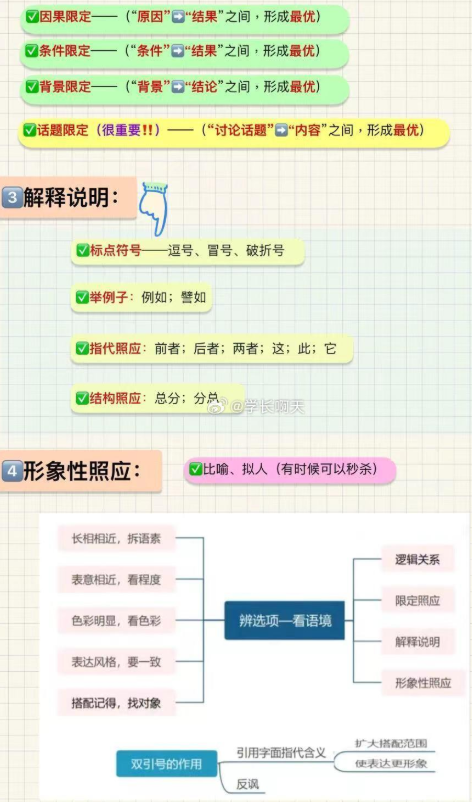 ✅因果限定——（“原因”➡️“结果”之间，形成最优）
✅条件限定——（“条件”➡️“结果”之间，形成最优）
✅背景限定——（“背景”➡️“结论”之间，形成最优）
✅话题限定（很重要‼️）——（“讨论话题”➡️“内容”之间，形成最优）
3️⃣解释说明：
✅标点符号——逗号、冒号、破折号
✅举例子：例如；譬如
✅指代照应：前者；后者；两者；这；此；它
✅结构照应：总分；分总
@学长啊天
4️⃣形象性照应：
✅比喻、拟人（有时候可以秒杀）
长相相近，拆语素
表意相近，看程度
色彩明显，看色彩
表达风格，要一致
搭配记得，找对象
辨选项—看语境
逻辑关系
限定照应
解释说明
形象性照应
双引号的作用
引用字面指代含义
扩大搭配范围
使表达更形象
反讽